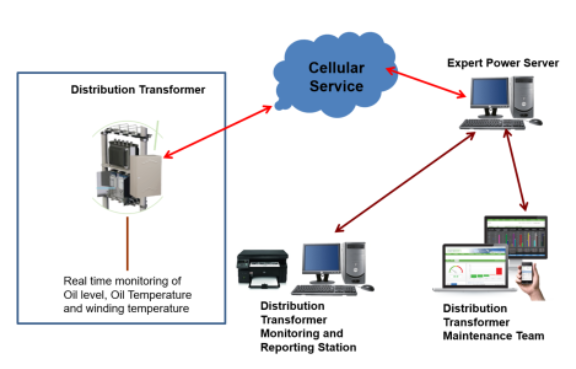 Cellular
Service
Expert Power Server
Distribution Transformer
Real time monitoring of
Oil level, Oil Temperature
and winding temperature
Distribution
Transformer
Monitoring and
Reporting Station
Distribution
Transformer
Maintenance Team